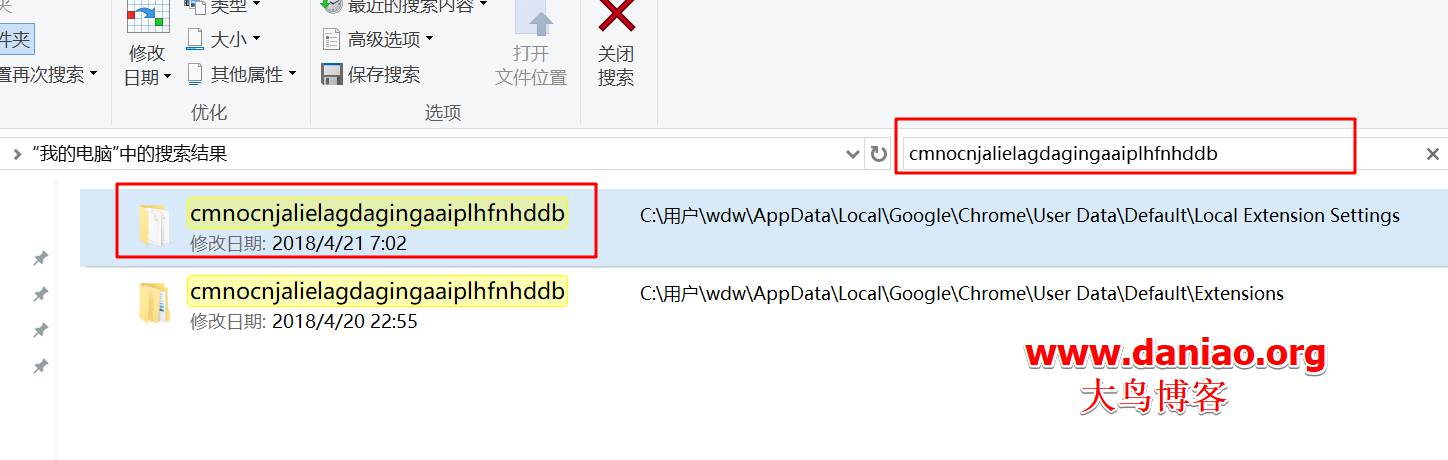 类型
最近的搜索内容
件夹
大小
高级选项
置再次搜索
修改
日期
其他属性
保存搜索
打开
文件位置
关闭
搜索
优化
选项
“我的电脑”中的搜索结果
cmnocnjalielagdagingaaiplhfnhddb
cmnocnjalielagdagingaaiplhfnhddb
C:\用户\wdw\AppData\Local\Google\Chrome\User Data\Default\Local Extension Settings
修改日期: 2018/4/21 7:02
cmnocnjalielagdagingaaiplhfnhddb
C:\用户\wdw\AppData\Local\Google\Chrome\User Data\Default\Extensions
修改日期: 2018/4/20 22:55
www.daniao.org
大鸟博客